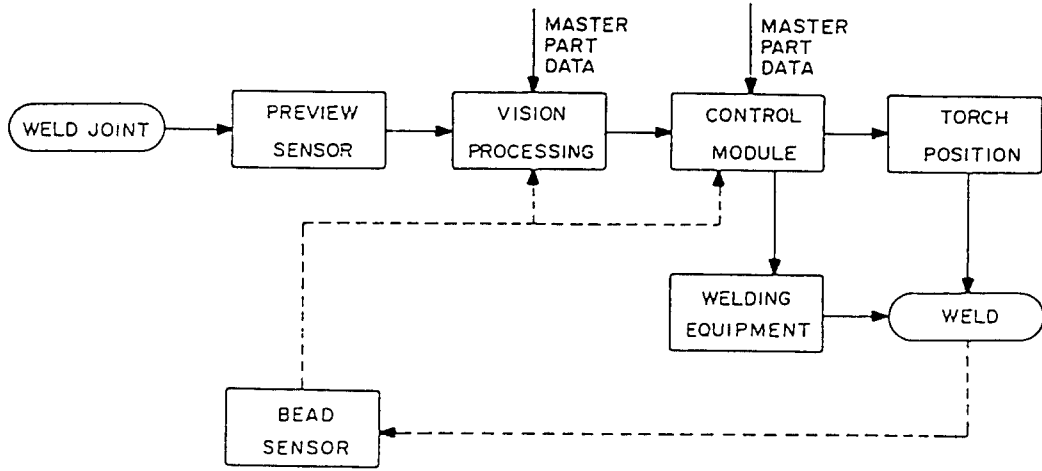 MASTER
PART
DATA
MASTER
PART
DATA
WELD JOINT
PREVIEW
SENSOR
VISION
PROCESSING
CONTROL
MODULE
TORCH
POSITION
WELDING
EQUIPMENT
WELD
BEAD
SENSOR